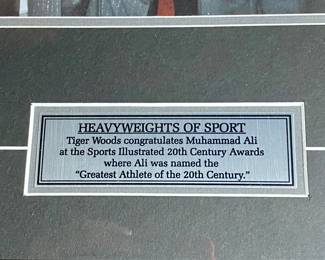 HEAVYWEIGHTS OF SPORT
Tiger Woods congratulates Muhammad Ali
at the Sports Illustrated 20th Century Awards
where Ali was named the
“Greatest Athlete of the 20th Century.”